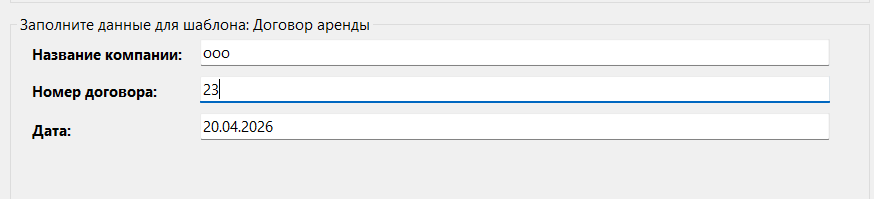 Заполните данные для шаблона: Договор аренды
Название компании: ооо
Номер договора: 23
Дата: 20.04.2026